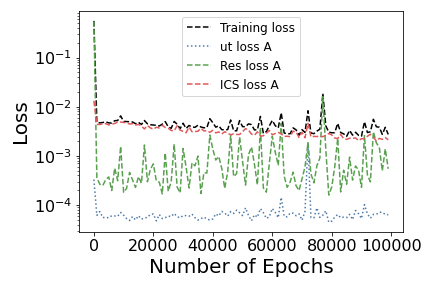 Training loss
ut loss A
Res loss A
ICS loss A
10⁻¹
10⁻²
10⁻³
10⁻⁴
Loss
0 20000 40000 60000 80000 100000
Number of Epochs